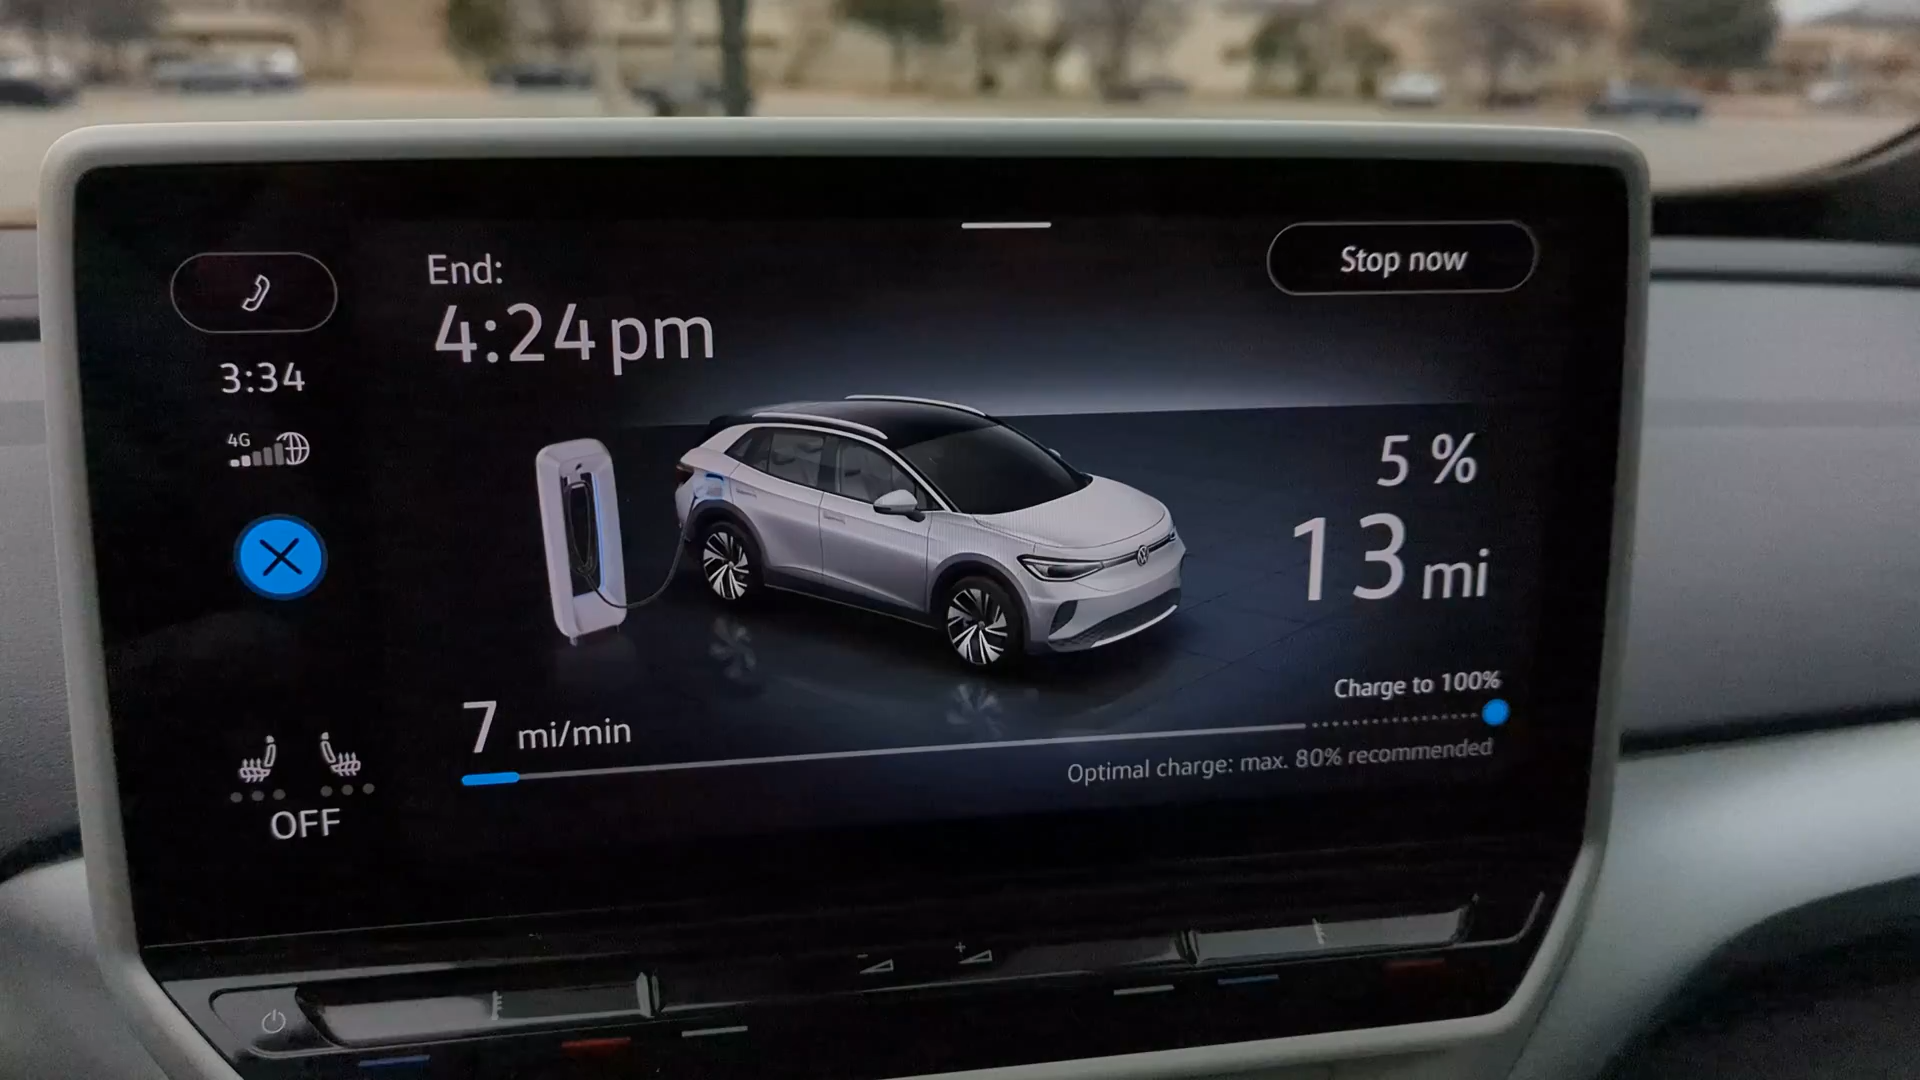 Stop now
End:
4:24 pm
3:34
4G
5 %
13 mi
Charge to 100%
7 mi/min
Optimal charge: max. 80% recommended
OFF